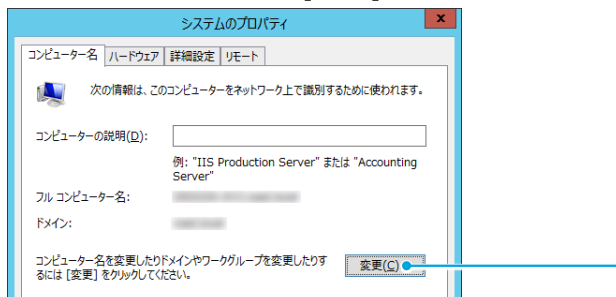 システムのプロパティ
x
コンピューター名 ハードウェア 詳細設定 リモート
次の情報は、このコンピューターをネットワーク上で識別するために使われます。
コンピューターの説明(D):
例: "IIS Production Server" または "Accounting
Server"
フル コンピューター名:
ドメイン:
コンピューター名を変更したりドメインやワークグループを変更したりす
るには [変更] をクリックしてください。
変更(C)